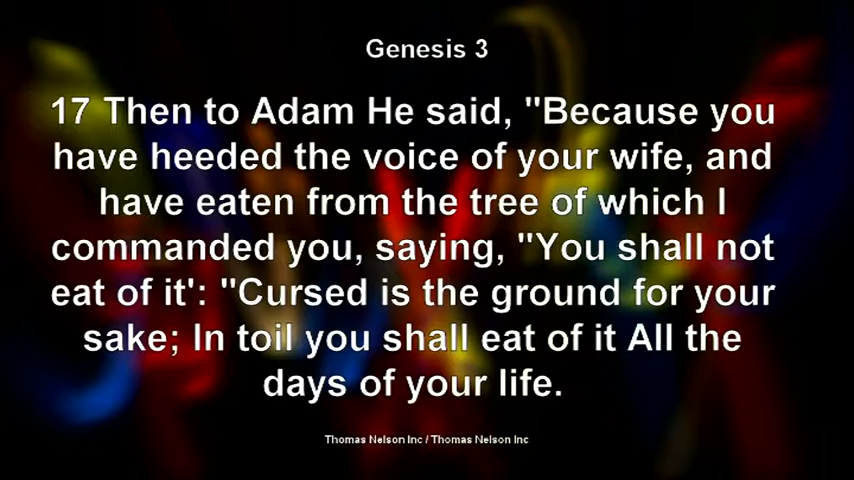 Genesis 3
17 Then to Adam He said, "Because you
have heeded the voice of your wife, and
have eaten from the tree of which I
commanded you, saying, "You shall not
eat of it': "Cursed is the ground for your
sake; In toil you shall eat of it All the
days of your life.
Thomas Nelson Inc / Thomas Nelson Inc